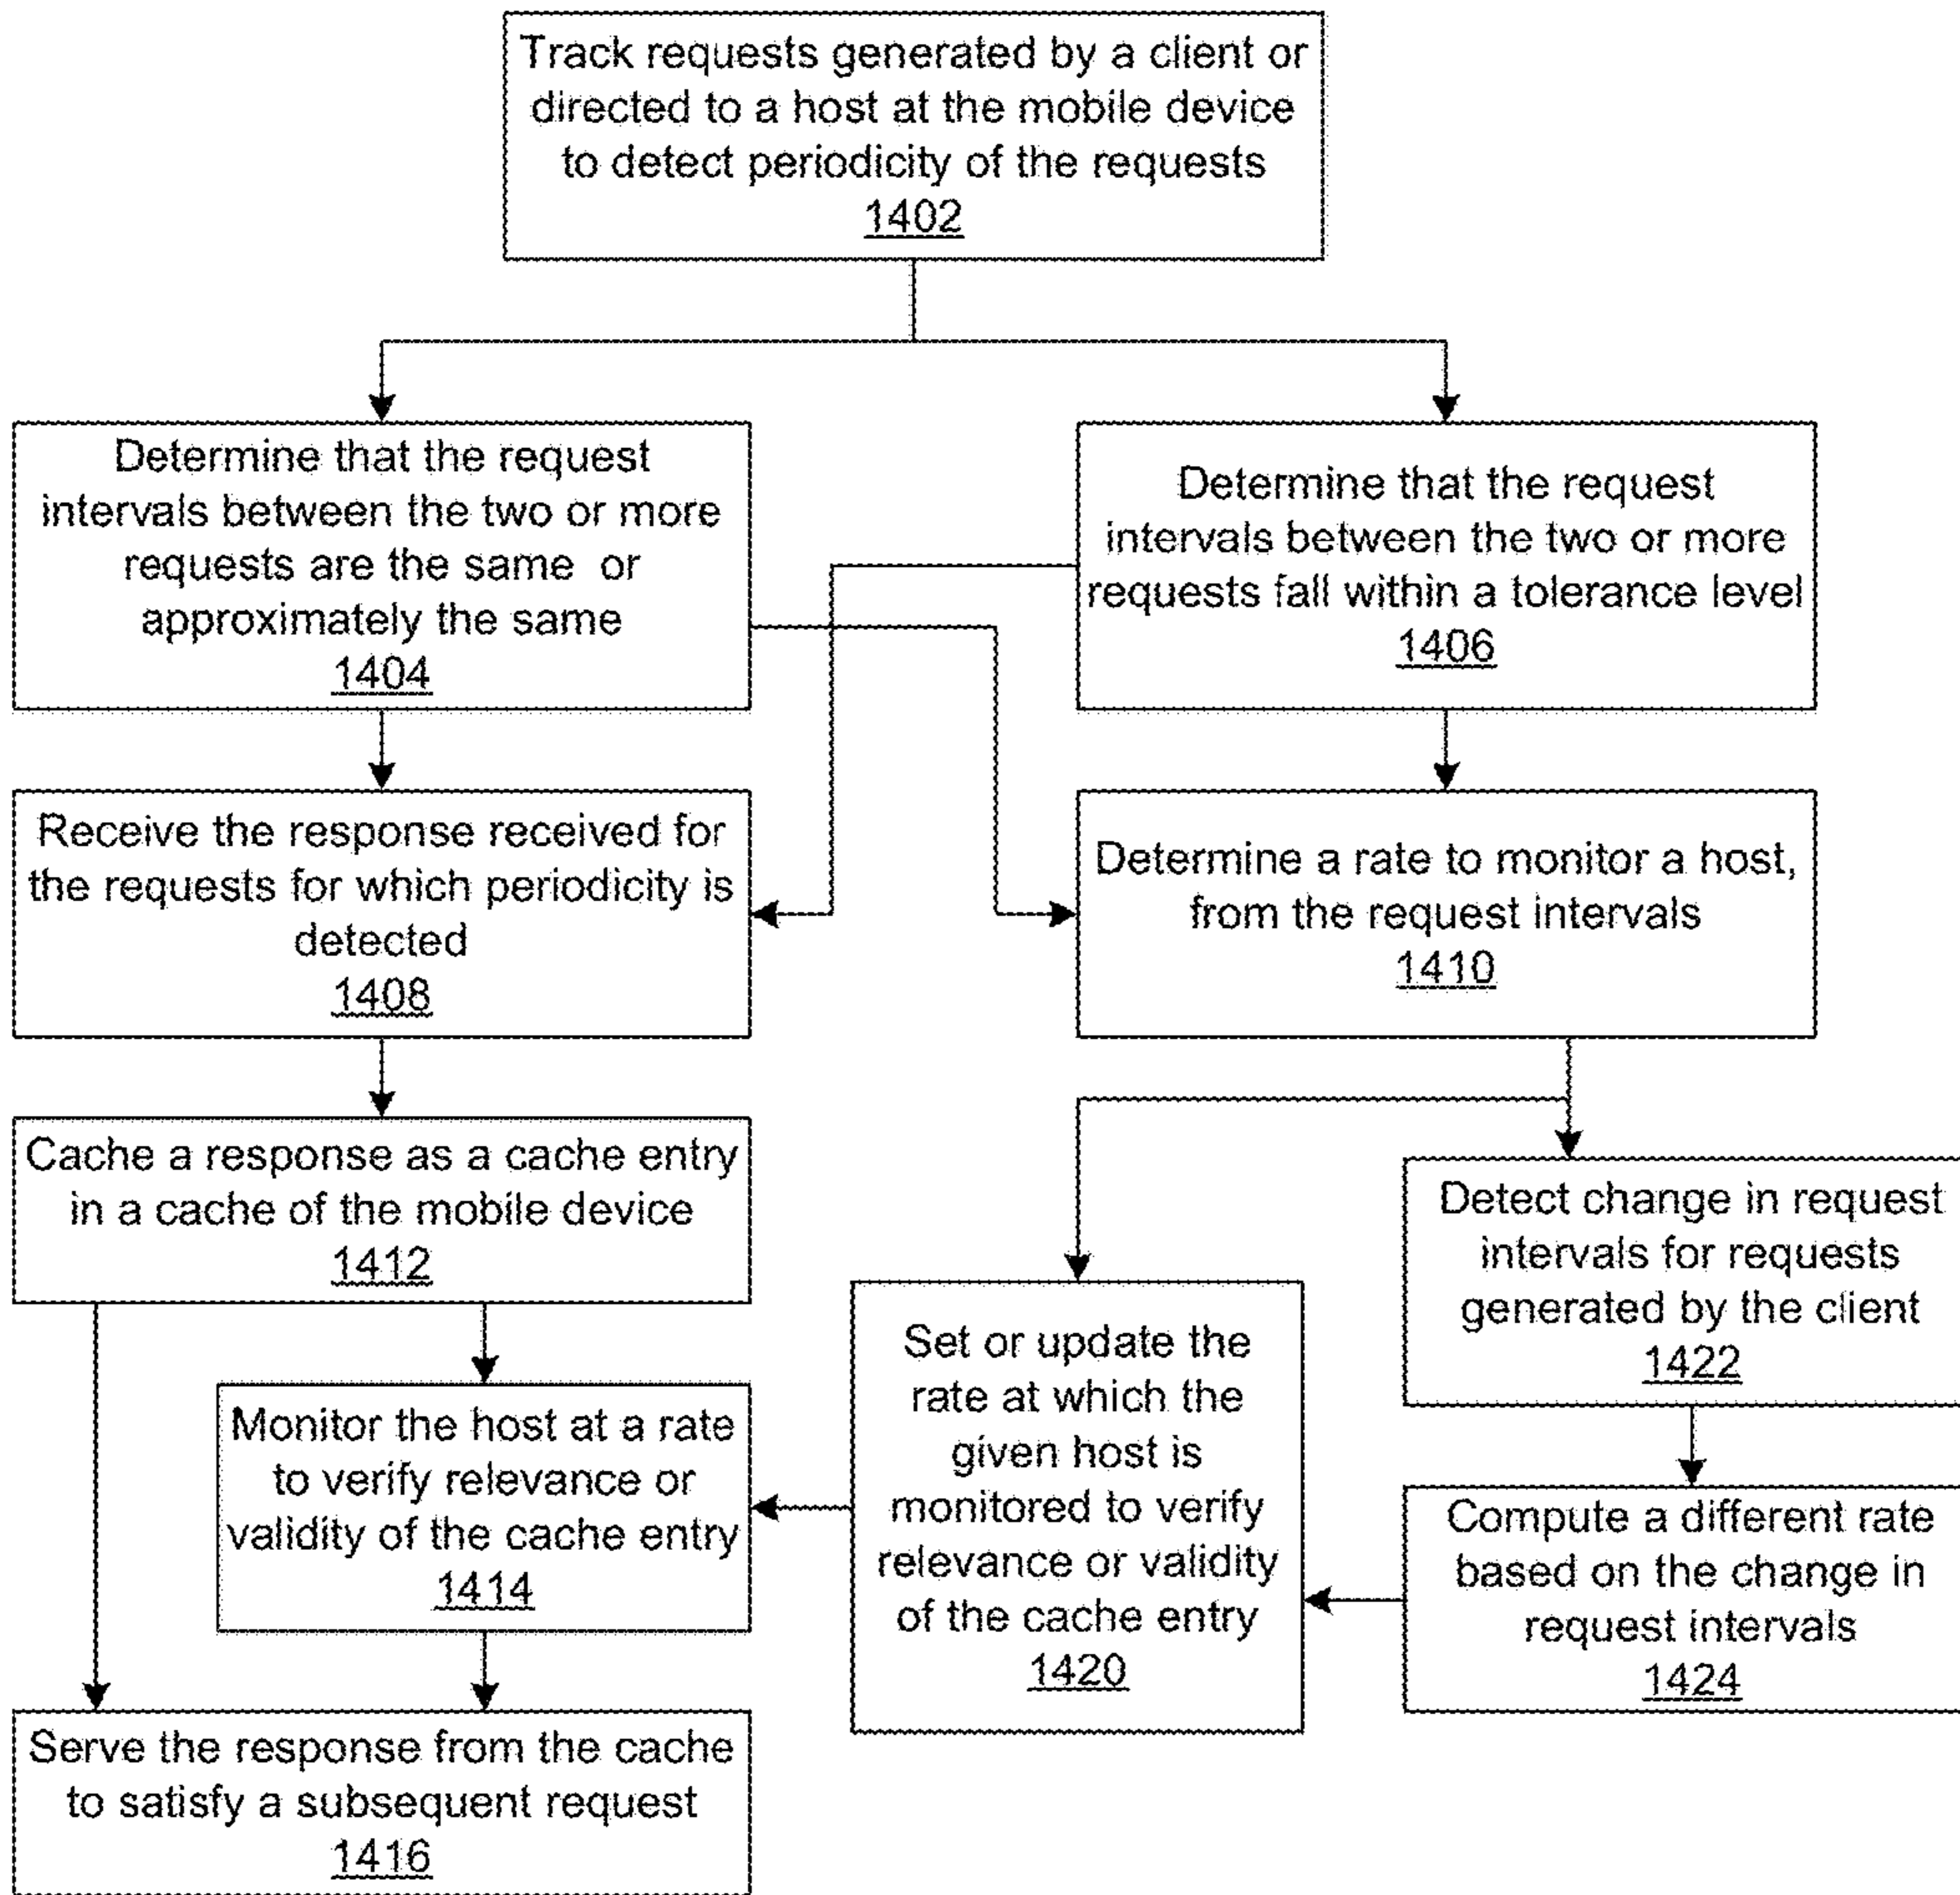 Track requests generated by a client or
directed to a host at the mobile device
to detect periodicity of the requests
1402
Determine that the request
intervals between the two or more
requests are the same or
approximately the same
1404
Determine that the request
intervals between the two or more
requests fall within a tolerance level
1406
Receive the response received for
the requests for which periodicity is
detected
1408
Determine a rate to monitor a host,
from the request intervals
1410
Cache a response as a cache entry
in a cache of the mobile device
1412
Detect change in request
intervals for requests
generated by the client
1422
Monitor the host at a rate
to verify relevance or
validity of the cache entry
1414
Set or update the
rate at which the
given host is
monitored to verify
relevance or validity
of the cache entry
1420
Compute a different rate
based on the change in
request intervals
1424
Serve the response from the cache
to satisfy a subsequent request
1416